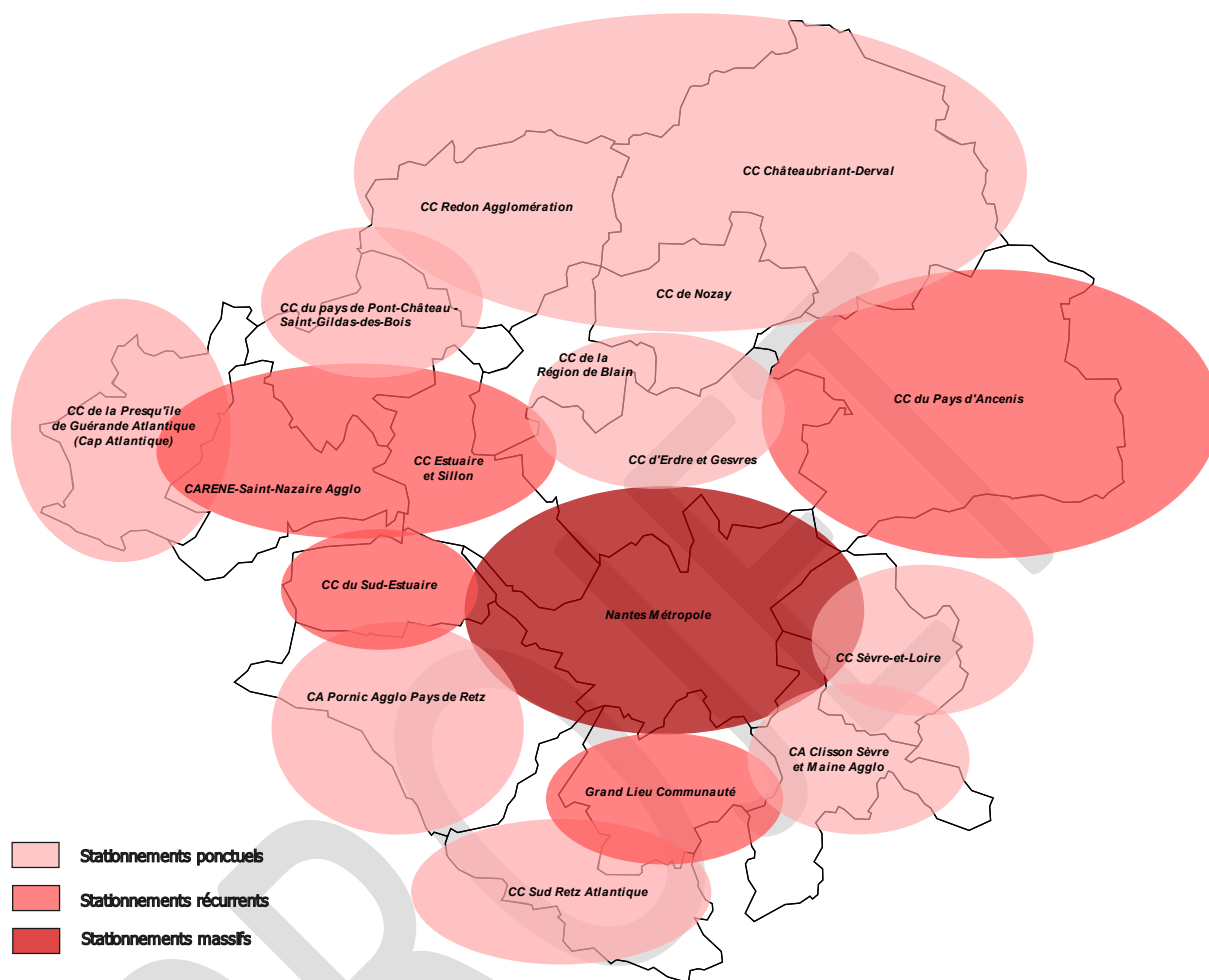 CC Châteaubriant-Derval
CC Redon Agglomération
CC de Nozay
CC du pays de Pont-Château -
Saint-Gildas-des-Bois
CC de la
Région de Blain
CC du Pays d'Ancenis
CC de la Presqu'île
de Guérande Atlantique
(Cap Atlantique)
CC Estuaire
et Sillon
CC d'Erdre et Gesvres
CARENE-Saint-Nazaire Agglo
CC du Sud-Estuaire
Nantes Métropole
CC Sèvre-et-Loire
CA Pornic Agglo Pays de Retz
CA Clisson Sèvre
et Maine Agglo
Grand Lieu Communauté
CC Sud Retz Atlantique
Stationnements ponctuels
Stationnements récurrents
Stationnements massifs